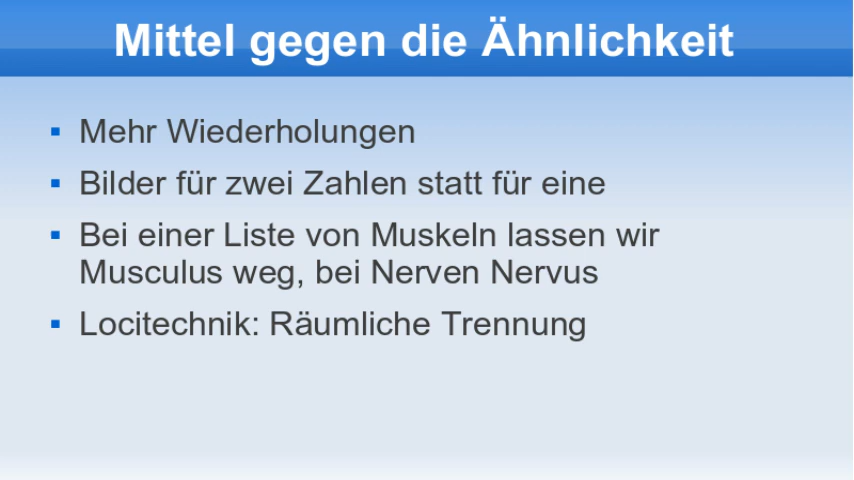 Mittel gegen die Ähnlichkeit
Mehr Wiederholungen
Bilder für zwei Zahlen statt für eine
Bei einer Liste von Muskeln lassen wir
Musculus weg, bei Nerven Nervus
Locitechnik: Räumliche Trennung